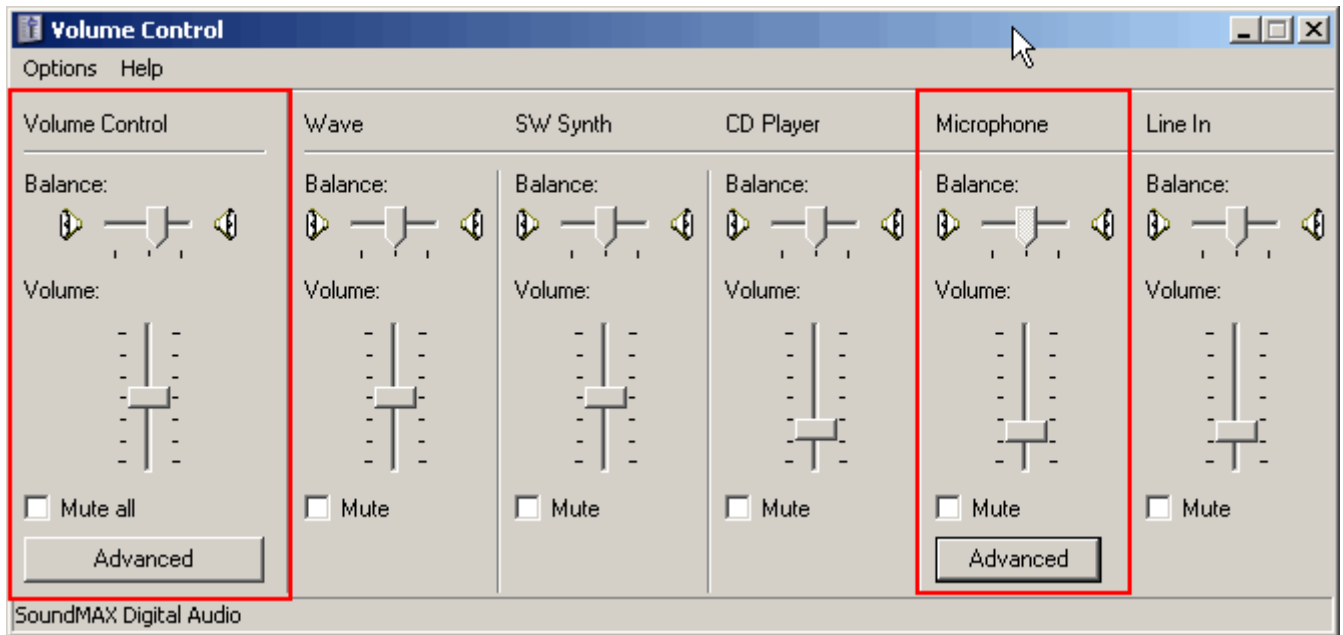 Volume Control
Options Help
Volume Control Wave SW Synth CD Player Microphone Line In
Balance: Balance: Balance: Balance: Balance: Balance:
Volume: Volume: Volume: Volume: Volume: Volume:
Mute all Mute Mute Mute Mute Mute
Advanced Advanced
SoundMAX Digital Audio